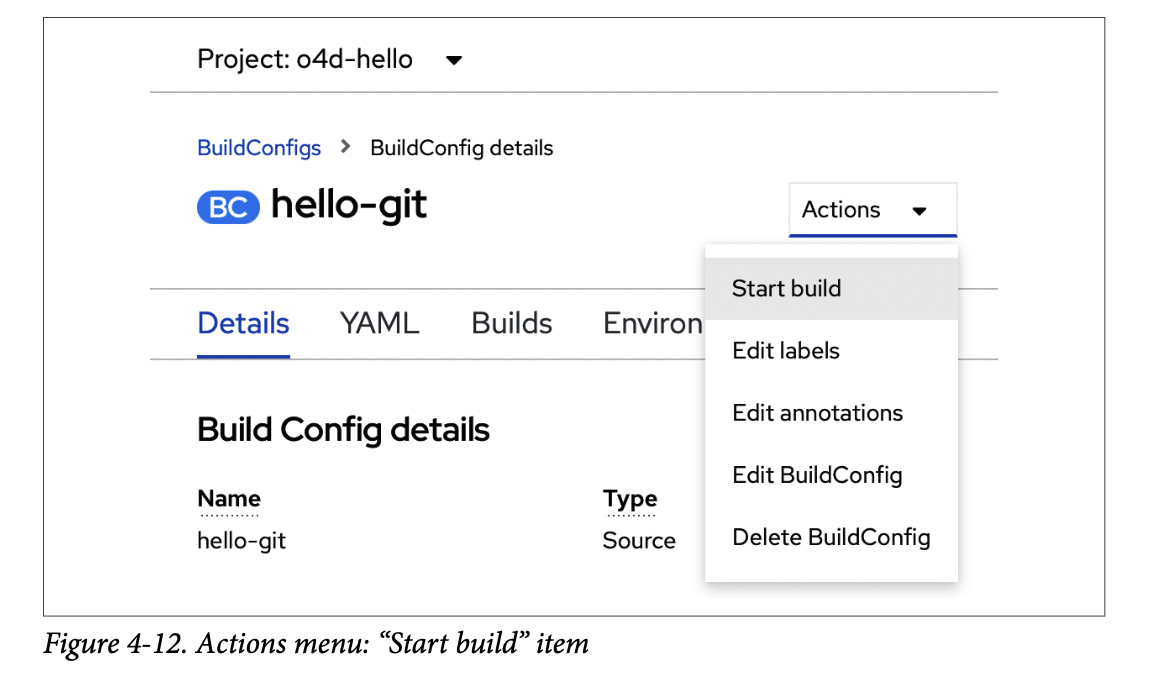 Project: o4d-hello
BuildConfigs > BuildConfig details
BC hello-git
Actions
Start build
Details YAML Builds Environ
Edit labels
Edit annotations
Build Config details
Edit BuildConfig
Name Type
hello-git Source
Delete BuildConfig
Figure 4-12. Actions menu: “Start build” item